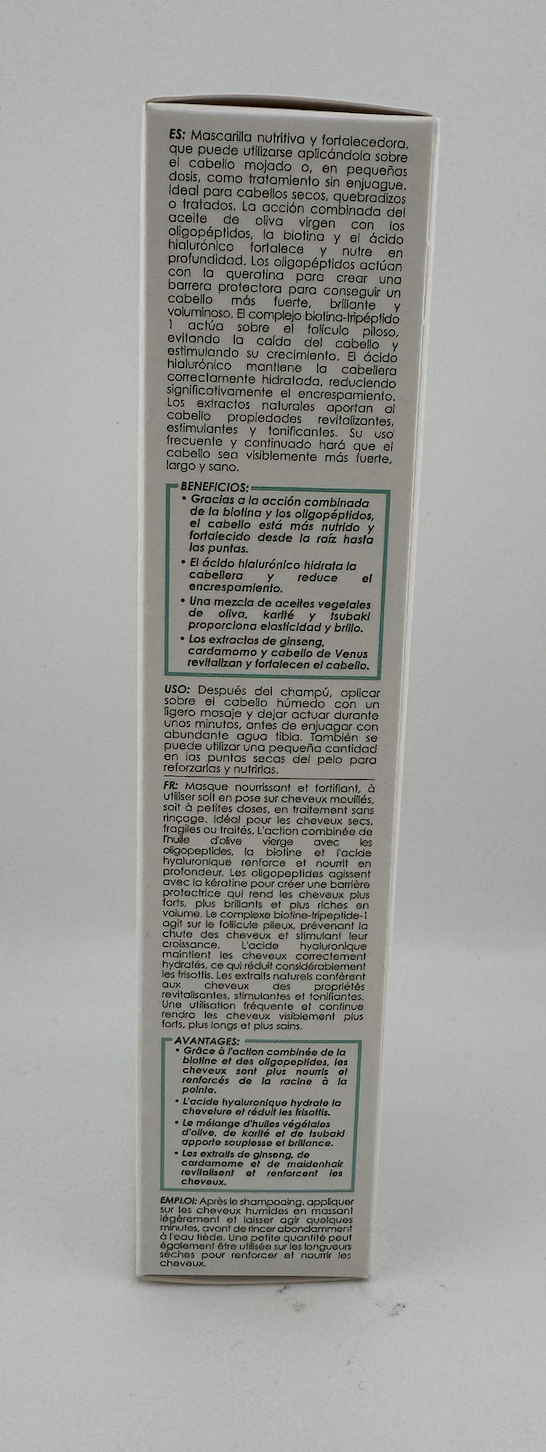 ES: Mascarilla nutritiva y fortalecedora,
que puede utilizarse aplicándola sobre
el cabello mojado o, en pequeñas
dosis, como tratamiento sin enjuague.
Ideal para cabellos secos, quebradizos
o tratados. La acción combinada del
aceite de oliva virgen con los
oligopéptidos, la biotina y el ácido
hialurónico fortalece y nutre en
profundidad. Los oligopéptidos actúan
con la queratina para crear una
barrera protectora para conseguir un
cabello más fuerte, brillante y
voluminoso. El complejo biotina-tripéptido
1 actúa sobre el folículo piloso,
evitando la caída del cabello y
estimulando su crecimiento. El ácido
hialurónico mantiene la cabellera
correctamente hidratada, reduciendo
significativamente el encrespamiento.
Los extractos naturales aportan al
cabello propiedades revitalizantes,
estimulantes y tonificantes. Su uso
frecuente y continuado hará que el
cabello sea visiblemente más fuerte,
largo y sano.
BENEFICIOS:
• Gracias a la acción combinada
de la biotina y los oligopéptidos,
el cabello está más nutrido y
fortalecido desde la raíz hasta
las puntas.
• El ácido hialurónico hidrata la
cabellera y reduce el
encrespamiento.
• Una mezcla de aceites vegetales
de oliva, karité y tsubaki
proporciona elasticidad y brillo.
• Los extractos de ginseng,
cardamomo y cabello de Venus
revitalizan y fortalecen el cabello.
USO: Después del champú, aplicar
sobre el cabello húmedo con un
ligero masaje y dejar actuar durante
unos minutos, antes de enjuagar con
abundante agua tibia. También se
puede utilizar una pequeña cantidad
en las puntas secas del pelo para
reforzarlas y nutrirlas.
FR: Masque nourrissant et fortifiant, à
utiliser soit en pose sur cheveux mouillés,
soit à petites doses, en traitement sans
rinçage. Idéal pour les cheveux secs,
fragiles ou traités. L'action combinée de
l'huile d'olive vierge avec les
oligopeptides, la biotine et l'acide
hyaluronique renforce et nourrit en
profondeur. Les oligopeptides agissent
avec la kératine pour créer une barrière
protectrice qui rend les cheveux plus
forts, plus brillants et plus riches en
volume. Le complexe biotine-tripeptide-1
agit sur le follicule pileux, prévenant la
chute des cheveux et stimulant leur
croissance. L'acide hyaluronique
maintient les cheveux correctement
hydratés, ce qui réduit considérablement
les frisottis. Les extraits naturels confèrent
aux cheveux des propriétés
revitalisantes, stimulantes et tonifiantes.
Une utilisation fréquente et continue
rendra les cheveux visiblement plus
forts, plus longs et plus sains.
AVANTAGES:
• Grâce à l'action combinée de la
biotine et des oligopeptides, les
cheveux sont plus nourris et
renforcés de la racine à la
pointe.
• L'acide hyaluronique hydrate la
chevelure et réduit les frisottis.
• Le mélange d'huiles végétales
d'olive, de karité et de tsubaki
apporte souplesse et brillance.
• Les extraits de ginseng, de
cardamome et de maidenhair
revitalisent et renforcent les
cheveux.
EMPLOI: Après le shampooing, appliquer
sur les cheveux humides en massant
légèrement et laisser agir quelques
minutes, avant de rincer abondamment
à l'eau tiède. Une petite quantité peut
également être utilisée sur les longueurs
sèches pour renforcer et nourrir les
cheveux.